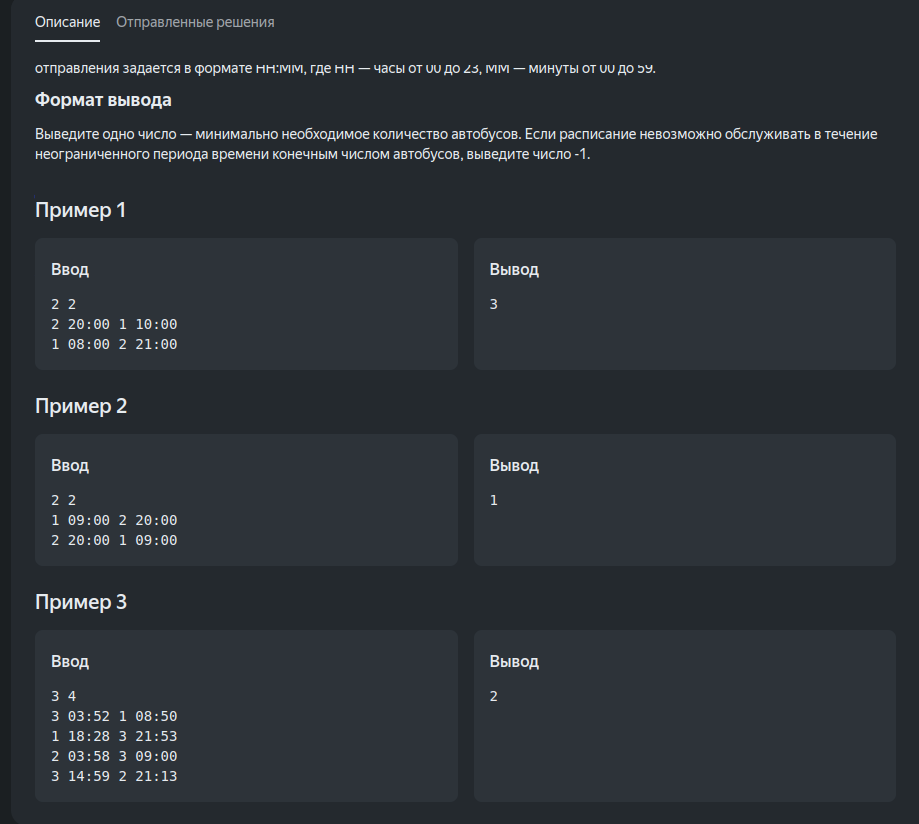 Описание Отправленные решения
отправления задается в формате HH:MM, где HH — часы от 00 до 23, MM — минуты от 00 до 59.
Формат вывода
Выведите одно число — минимально необходимое количество автобусов. Если расписание невозможно обслуживать в течение
неограниченного периода времени конечным числом автобусов, выведите число -1.
Пример 1
Ввод
2 2
2 20:00 1 10:00
1 08:00 2 21:00
Вывод
3
Пример 2
Ввод
2 2
1 09:00 2 20:00
2 20:00 1 09:00
Вывод
1
Пример 3
Ввод
3 4
3 03:52 1 08:50
1 18:28 3 21:53
2 03:58 3 09:00
3 14:59 2 21:13
Вывод
2